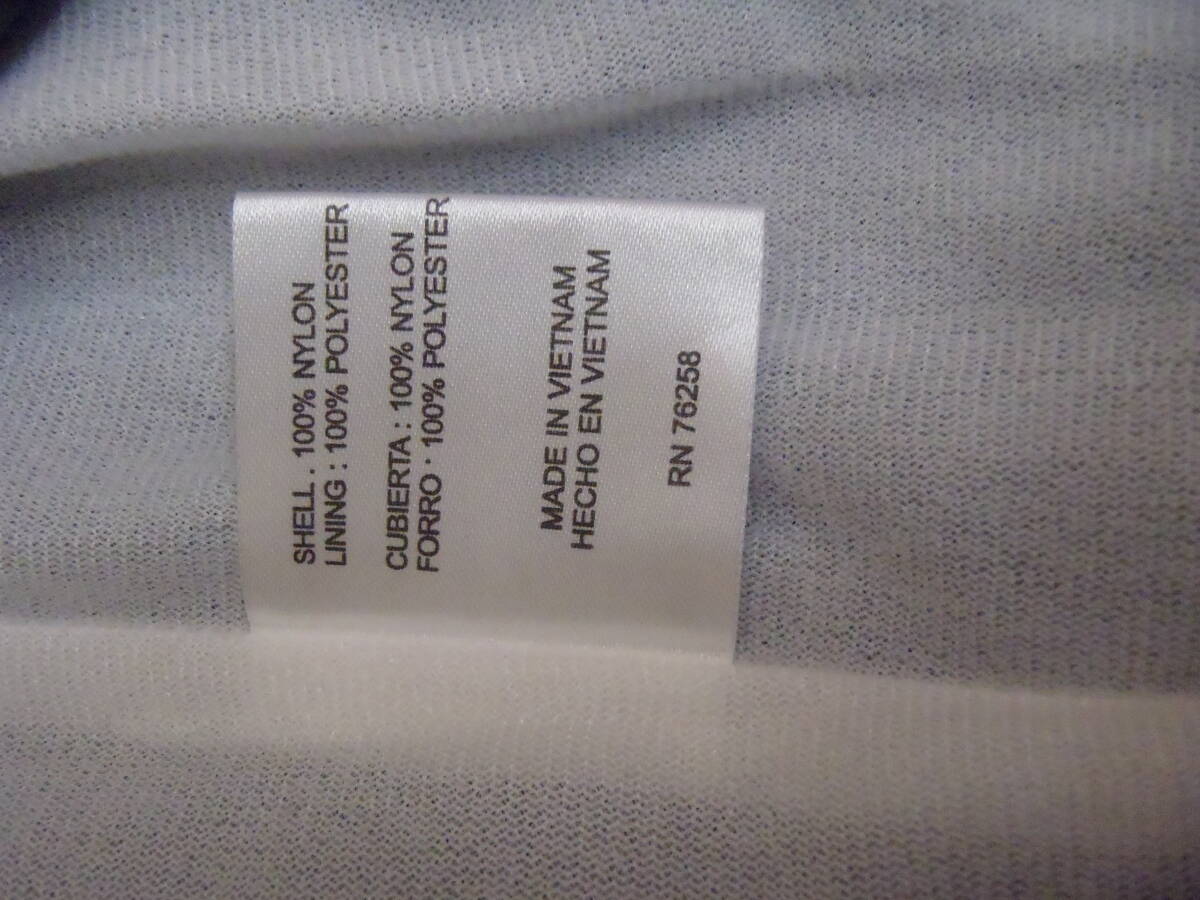 SHELL . 100% NYLON
LINING : 100% POLYESTER
CUBIERTA : 100% NYLON
FORRO · 100% POLYESTER
MADE IN VIETNAM
HECHO EN VIETNAM
RN 76258